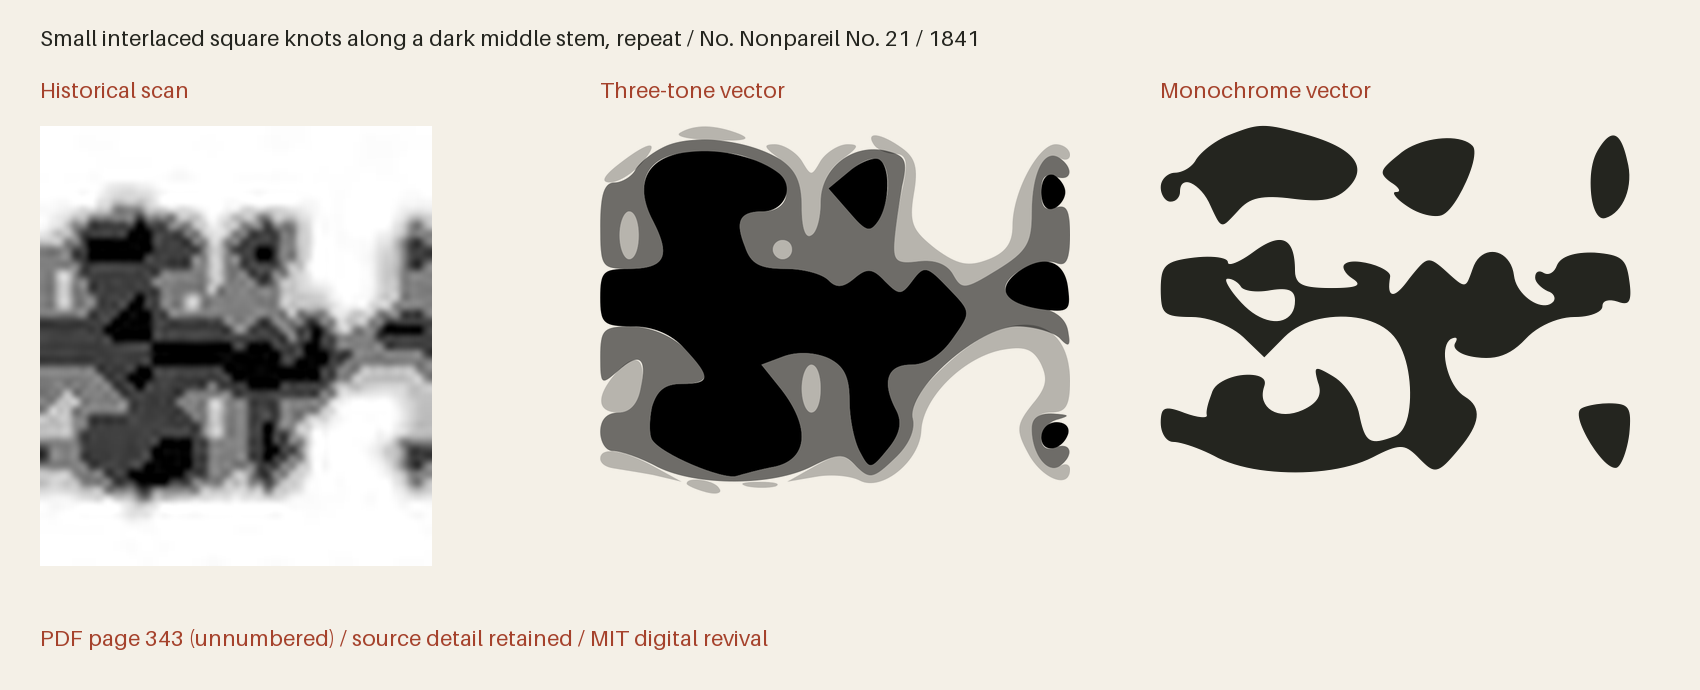 Small interlaced square knots along a dark middle stem, repeat / No. Nonpareil No. 21 / 1841
Historical scan
Three-tone vector
Monochrome vector
PDF page 343 (unnumbered) / source detail retained / MIT digital revival